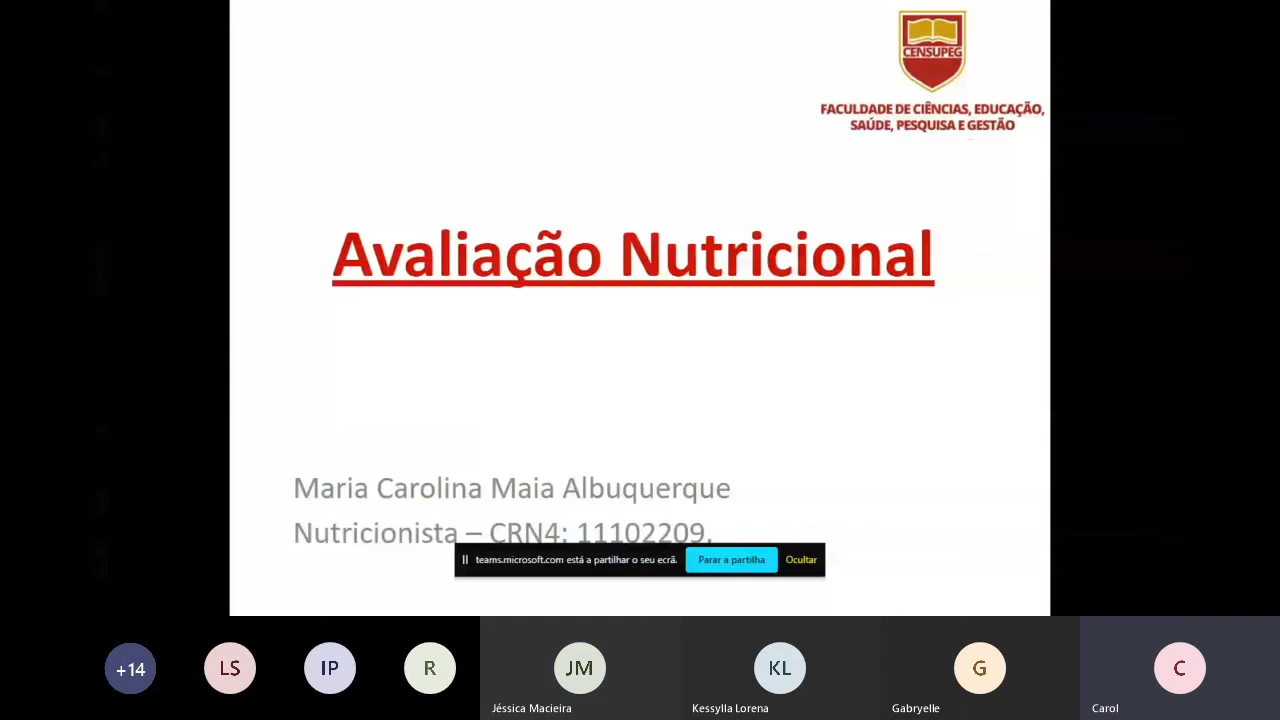 CENSUPEG
FACULDADE DE CIÊNCIAS, EDUCAÇÃO,
SAÚDE, PESQUISA E GESTÃO
Avaliação Nutricional
Maria Carolina Maia Albuquerque
Nutricionista – CRN4: 11102209.
teams.microsoft.com está a partilhar o seu ecrã. Parar a partilha Ocultar
+14 LS IP R JM KL G C
Jéssica Macieira Kessylla Lorena Gabryelle Carol